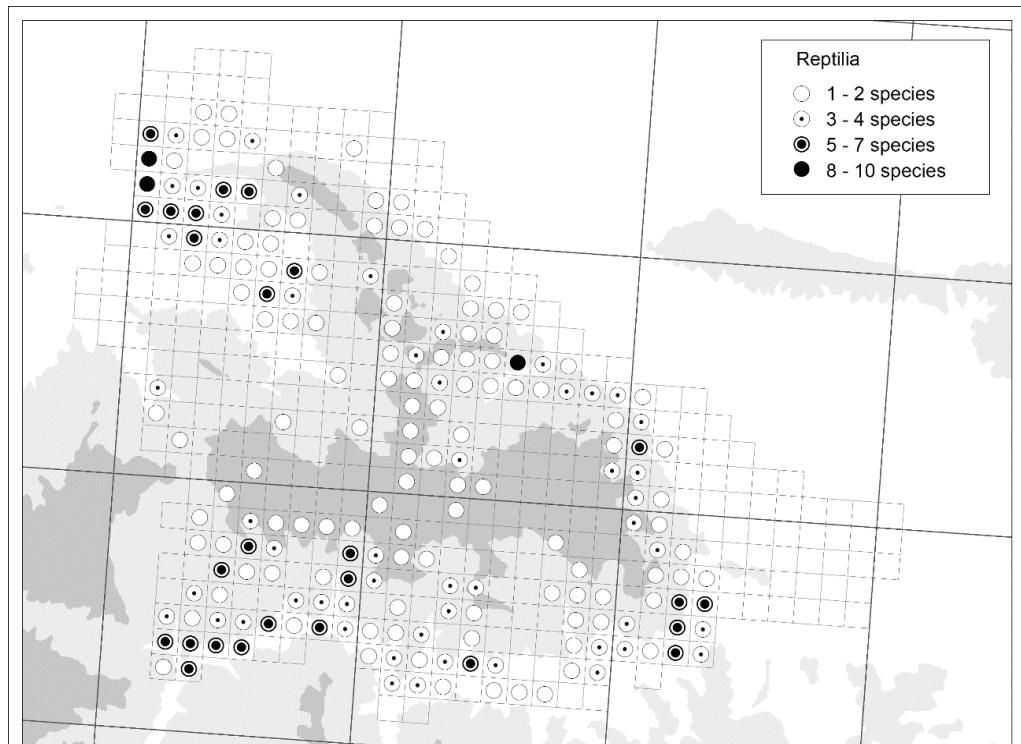 Reptilia
1 - 2 species
3 - 4 species
5 - 7 species
8 - 10 species